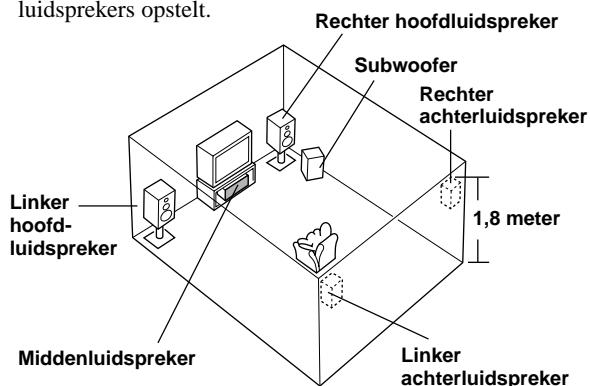 luidsprekers opstelt.
Rechter hoofdluidspreker
Subwoofer
Rechter
achterluidspreker
Linker
hoofd-
luidspreker
1,8 meter
Middenluidspreker
Linker
achterluidspreker